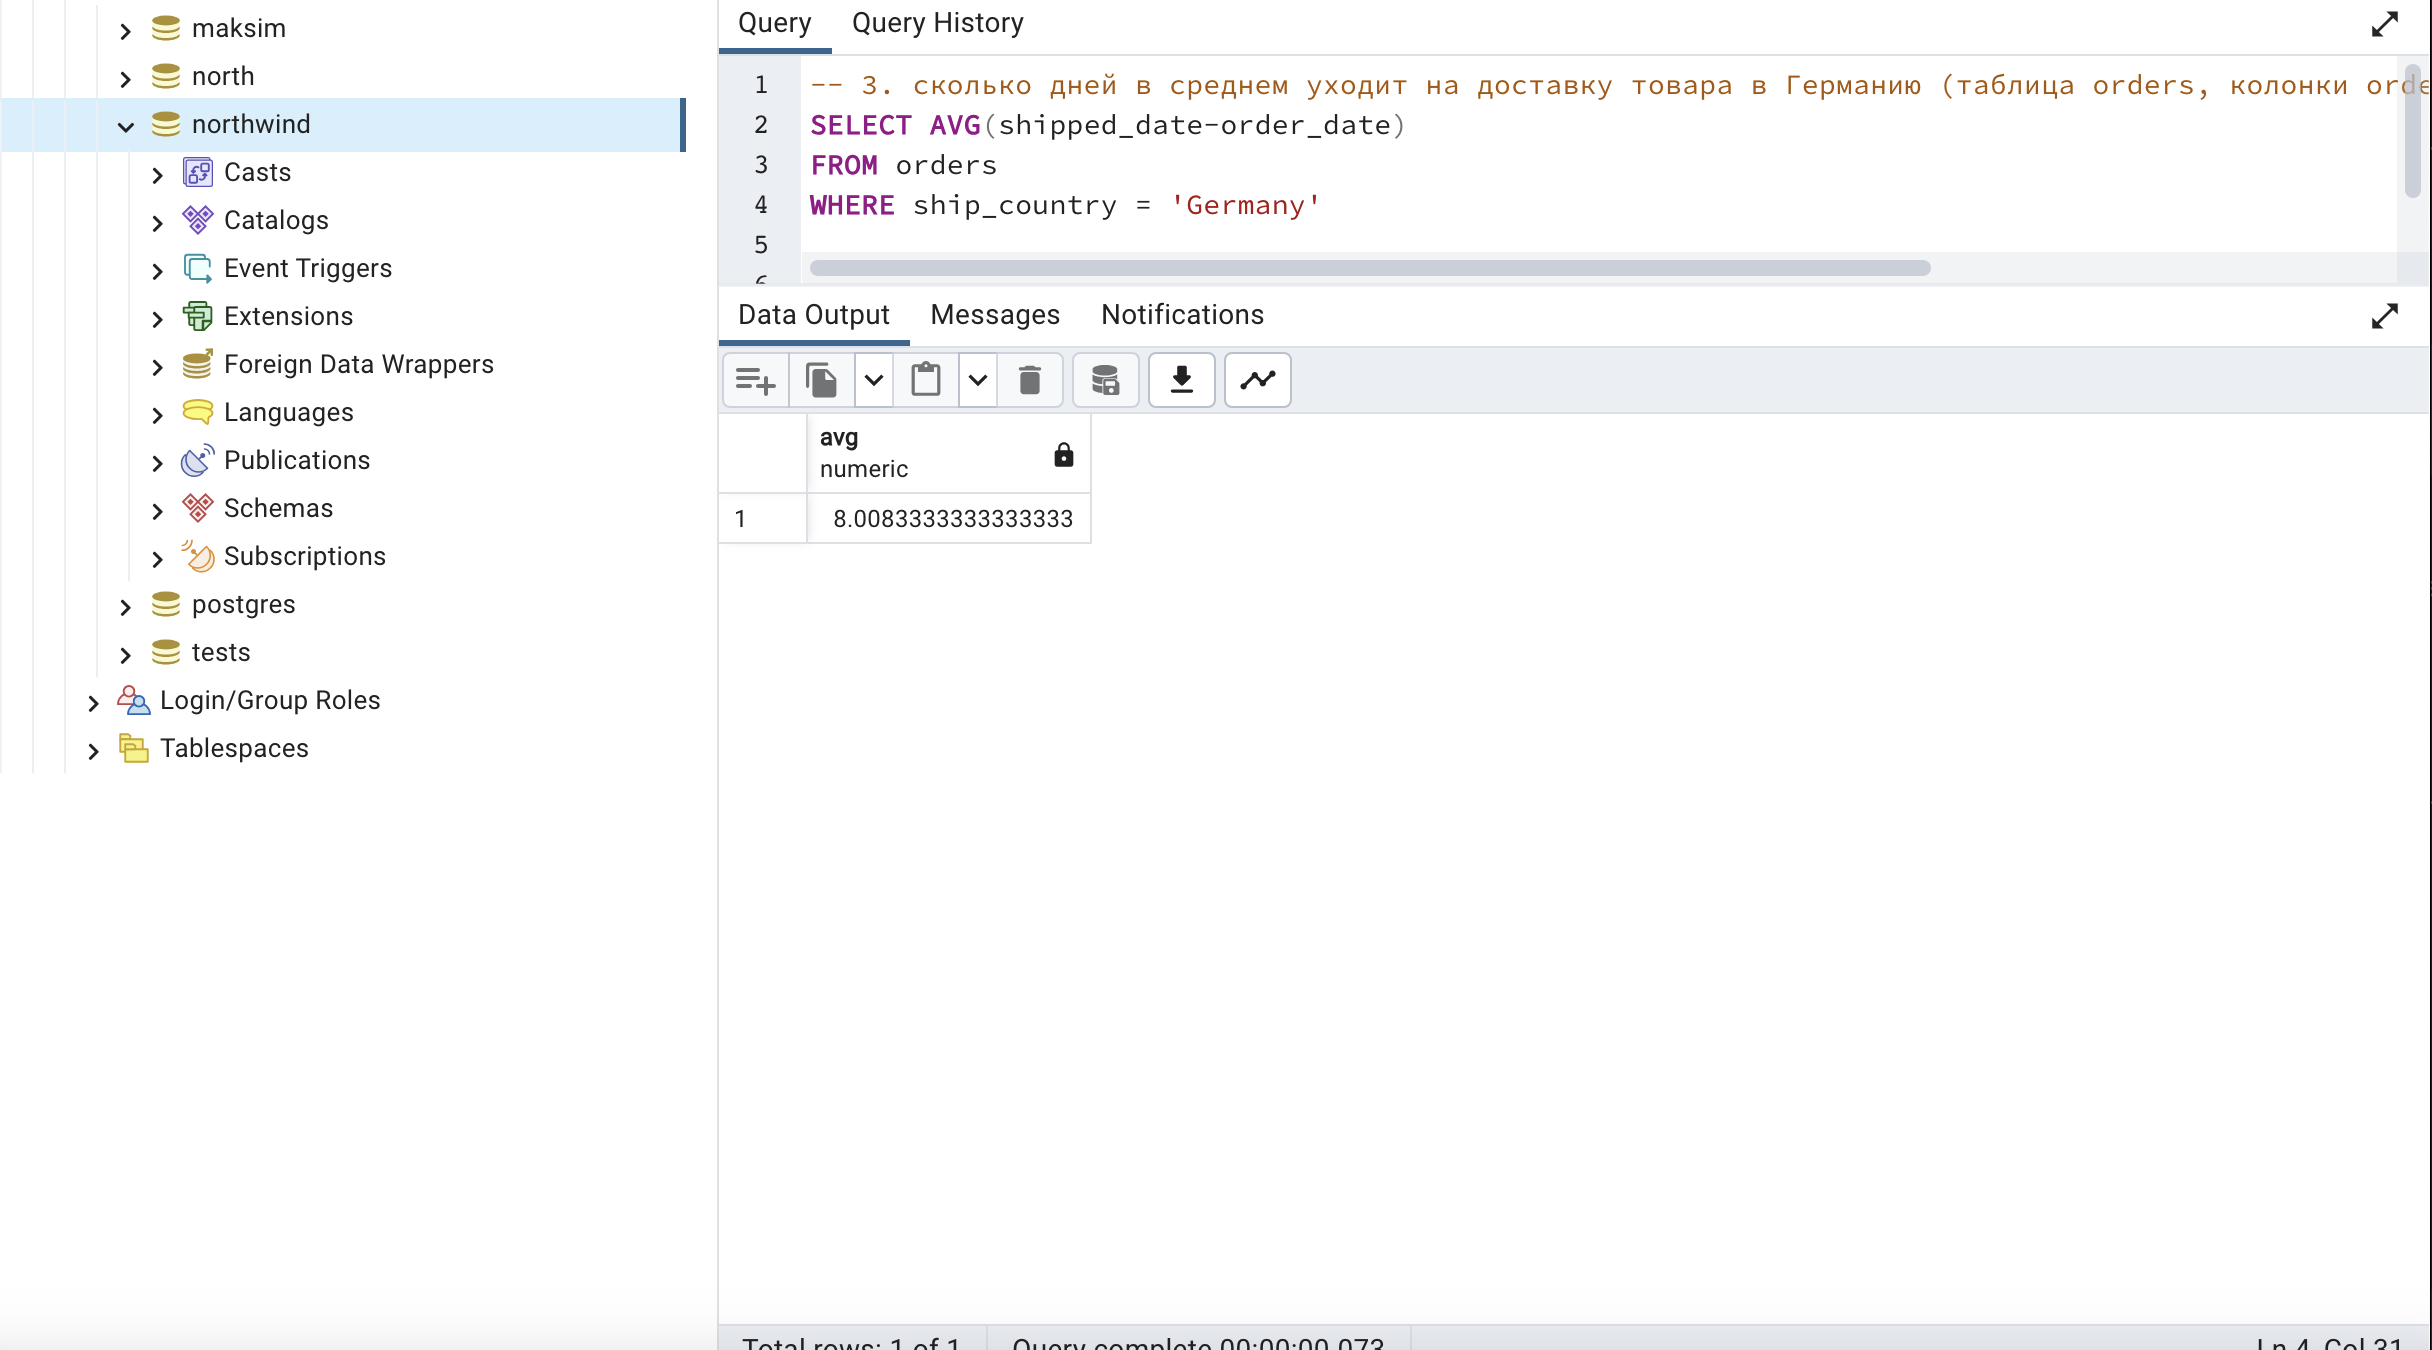 maksim
north
northwind
Casts
Catalogs
Event Triggers
Extensions
Foreign Data Wrappers
Languages
Publications
Schemas
Subscriptions
postgres
tests
Login/Group Roles
Tablespaces
Query Query History
1 -- 3. сколько дней в среднем уходит на доставку товара в Германию (таблица orders, колонки orde
2 SELECT AVG(shipped_date-order_date)
3 FROM orders
4 WHERE ship_country = 'Germany'
5
6
Data Output Messages Notifications
avg
numeric
1 8.0083333333333333
Total rows: 1 of 1 Query complete 00:00:00.073 Ln 4, Col 31